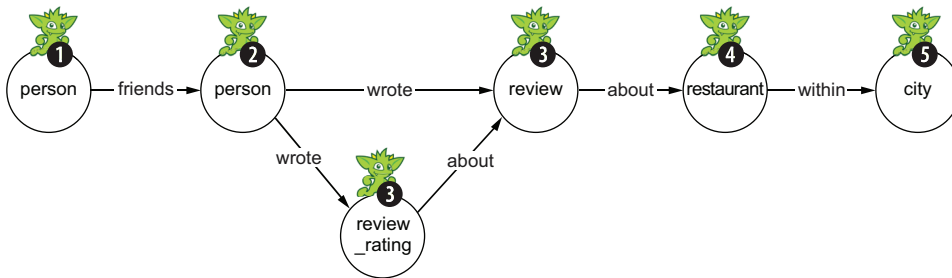 1
2
3
4
5
person
friends
person
wrote
review
about
restaurant
within
city
wrote
about
3
review
_rating